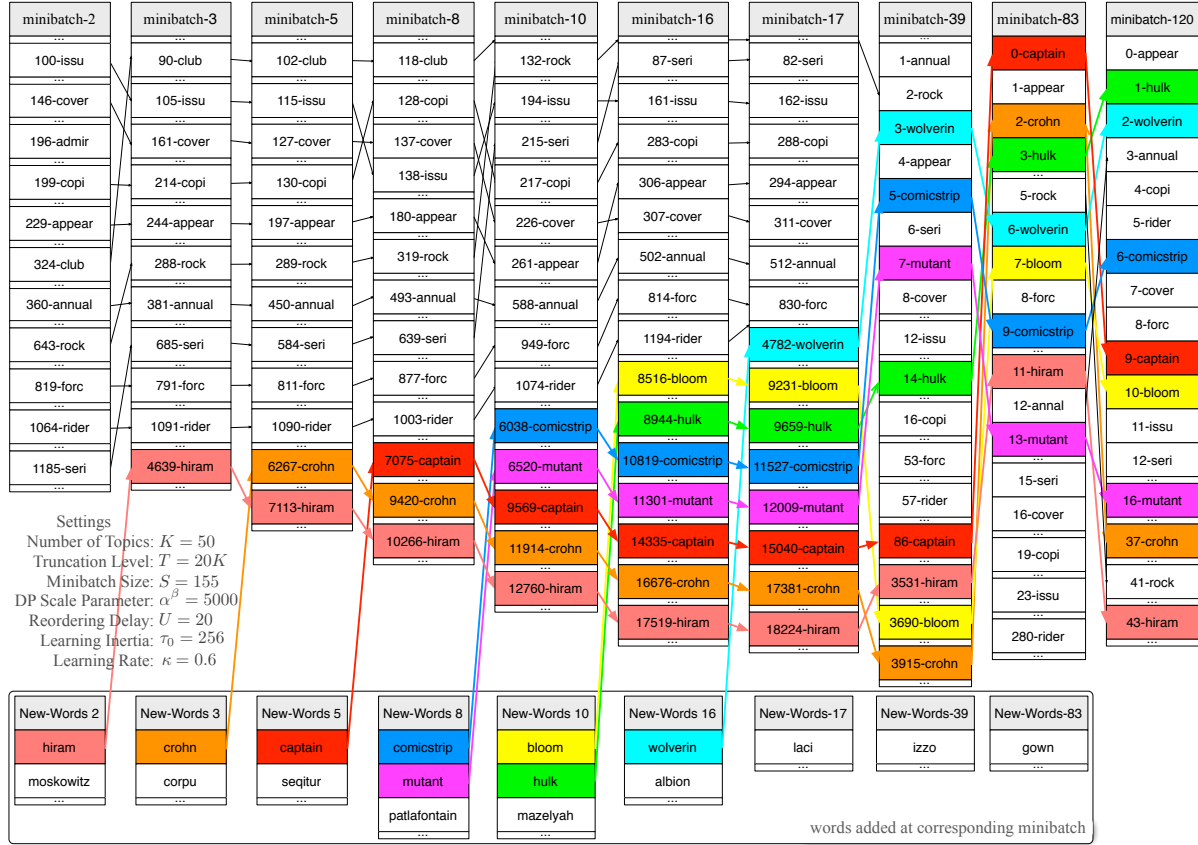 minibatch-2
...
100-issu
...
146-cover
...
196-admir
...
199-copi
...
229-appear
...
324-club
...
360-annual
...
643-rock
...
819-forc
...
1064-rider
...
1185-seri
...
minibatch-3
...
90-club
...
105-issu
...
161-cover
...
214-copi
...
244-appear
...
288-rock
...
381-annual
...
685-seri
...
791-forc
...
1091-rider
...
4639-hiram
...
minibatch-5
...
102-club
...
115-issu
...
127-cover
...
130-copi
...
197-appear
...
289-rock
...
450-annual
...
584-seri
...
811-forc
...
1090-rider
...
6267-crohn
...
7113-hiram
...
minibatch-8
...
118-club
...
128-copi
...
137-cover
...
138-issu
...
180-appear
...
319-rock
...
493-annual
...
639-seri
...
877-forc
...
1003-rider
...
7075-captain
...
9420-crohn
...
10266-hiram
...
minibatch-10
...
132-rock
...
194-issu
...
215-seri
...
217-copi
...
226-cover
...
261-appear
...
588-annual
...
949-forc
...
1074-rider
...
6038-comicstrip
...
6520-mutant
...
9569-captain
...
11914-crohn
...
12760-hiram
...
minibatch-16
...
87-seri
...
161-issu
...
283-copi
...
306-appear
...
307-cover
...
502-annual
...
814-forc
...
1194-rider
...
8516-bloom
...
8944-hulk
...
10819-comicstrip
...
11301-mutant
...
14335-captain
...
16676-crohn
...
17519-hiram
...
minibatch-17
...
82-seri
...
162-issu
...
288-copi
...
294-appear
...
311-cover
...
512-annual
...
830-forc
...
4782-wolverin
...
9231-bloom
...
9659-hulk
...
11527-comicstrip
...
12009-mutant
...
15040-captain
...
17381-crohn
...
18224-hiram
...
minibatch-39
...
1-annual
2-rock
3-wolverin
4-appear
5-comicstrip
6-seri
7-mutant
8-cover
...
12-issu
...
14-hulk
...
16-copi
...
53-forc
...
57-rider
...
86-captain
...
3531-hiram
...
3690-bloom
...
3915-crohn
...
minibatch-83
0-captain
1-appear
2-crohn
3-hulk
...
5-rock
6-wolverin
7-bloom
8-forc
9-comicstrip
...
11-hiram
12-annal
13-mutant
...
15-seri
...
16-cover
...
19-copi
...
23-issu
...
280-rider
...
minibatch-120
0-appear
1-hulk
2-wolverin
3-annual
4-copi
5-rider
6-comicstrip
7-cover
8-forc
9-captain
10-bloom
11-issu
12-seri
...
16-mutant
...
37-crohn
...
41-rock
...
43-hiram
...
Settings
Number of Topics: K = 50
Truncation Level: T = 20K
Minibatch Size: S = 155
DP Scale Parameter: α^β = 5000
Reordering Delay: U = 20
Learning Inertia: τ₀ = 256
Learning Rate: κ = 0.6
New-Words 2
hiram
moskowitz
...
New-Words 3
crohn
corpu
...
New-Words 5
captain
seqitur
...
New-Words 8
comicstrip
mutant
patlafontain
...
New-Words 10
bloom
hulk
mazelyah
...
New-Words 16
wolverin
albion
...
New-Words-17
laci
...
New-Words-39
izzo
...
New-Words-83
gown
...
words added at corresponding minibatch